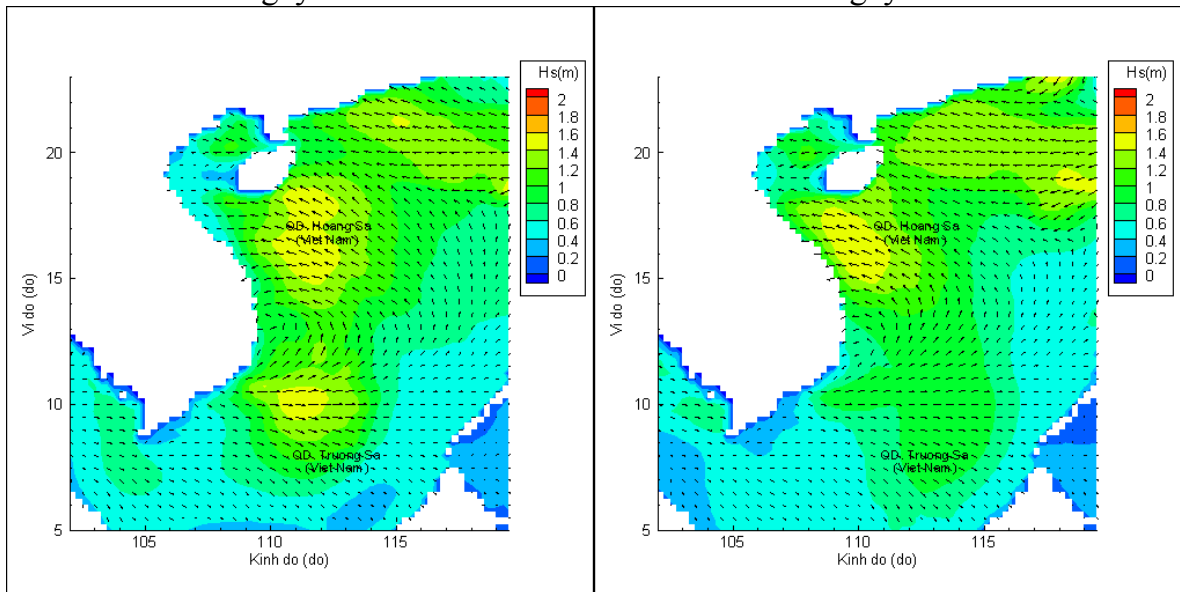 Hs(m)
2
1.8
1.6
1.4
1.2
1
0.8
0.6
0.4
0.2
0
20
15
10
5
Vi do (do)
QD. Hoang Sa
(Viet Nam)
QD. Truong Sa
(Viet Nam)
105 110 115
Kinh do (do)
Hs(m)
2
1.8
1.6
1.4
1.2
1
0.8
0.6
0.4
0.2
0
20
15
10
5
Vi do (do)
QD. Hoang Sa
(Viet Nam)
QD. Truong Sa
(Viet Nam)
105 110 115
Kinh do (do)